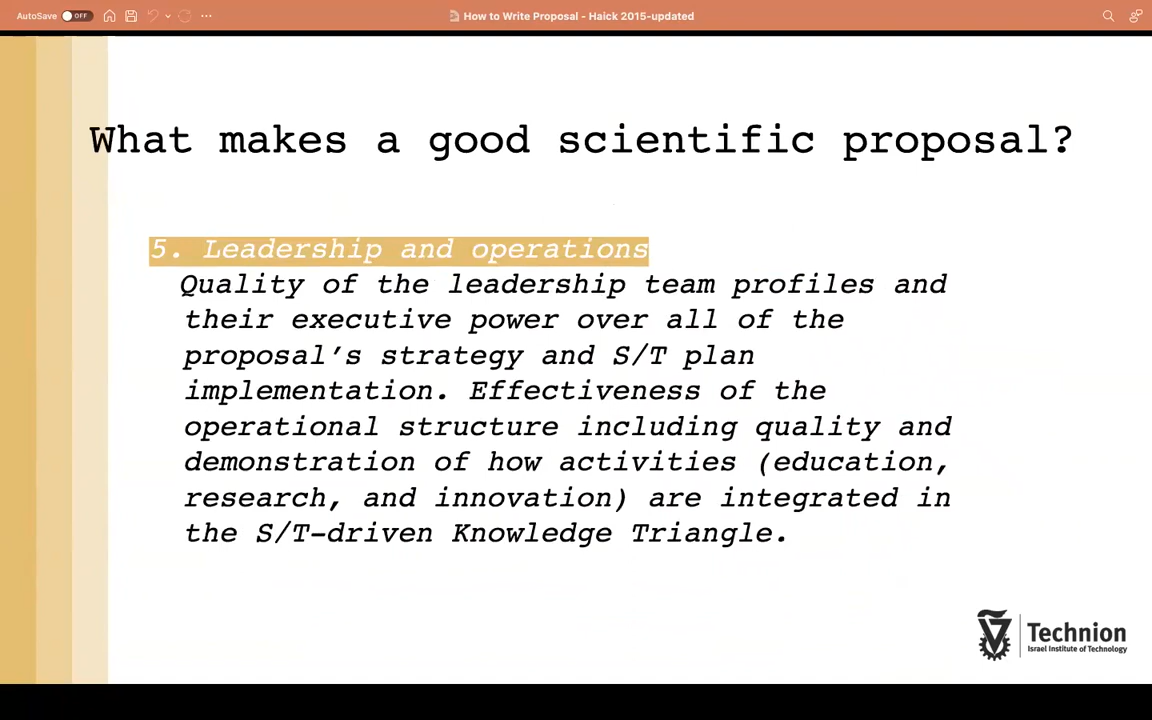 AutoSave OFF How to Write Proposal - Haick 2015-updated
What makes a good scientific proposal?
5. Leadership and operations
Quality of the leadership team profiles and
their executive power over all of the
proposal’s strategy and S/T plan
implementation. Effectiveness of the
operational structure including quality and
demonstration of how activities (education,
research, and innovation) are integrated in
the S/T-driven Knowledge Triangle.
Technion
Israel Institute of Technology